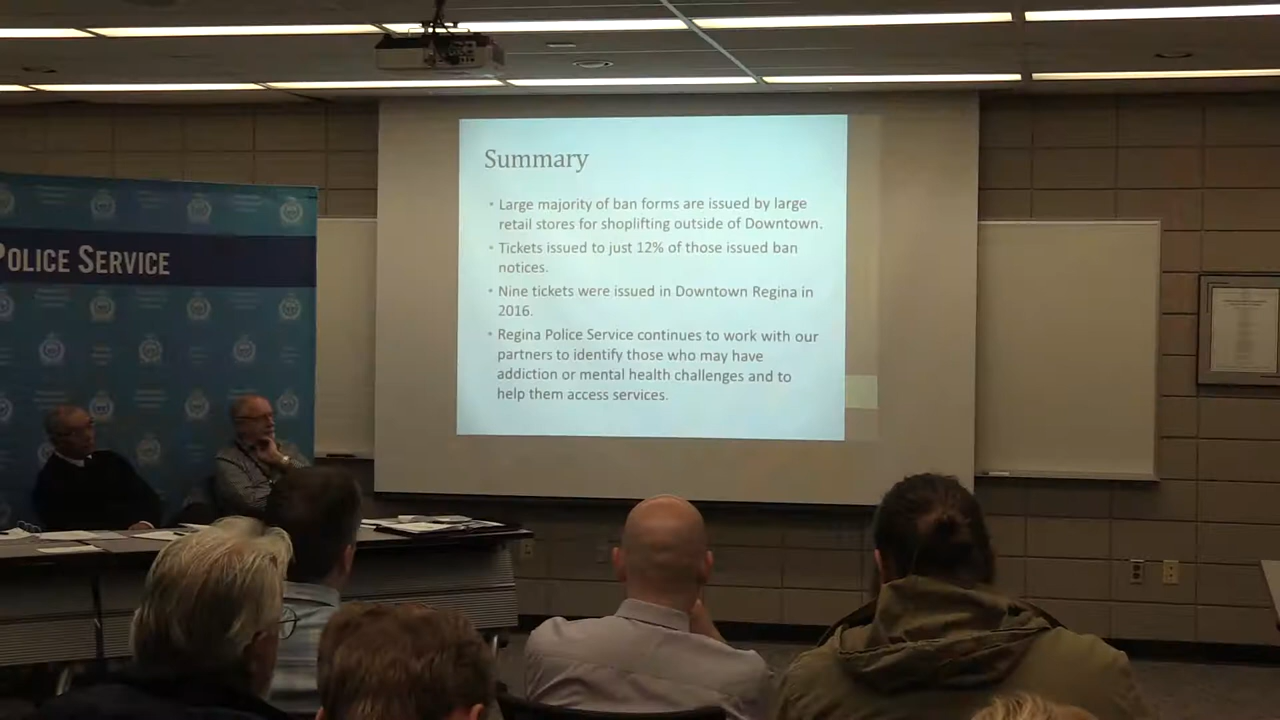 Summary
• Large majority of ban forms are issued by large
retail stores for shoplifting outside of Downtown.
• Tickets issued to just 12% of those issued ban
notices.
• Nine tickets were issued in Downtown Regina in
2016.
• Regina Police Service continues to work with our
partners to identify those who may have
addiction or mental health challenges and to
help them access services.
POLICE SERVICE